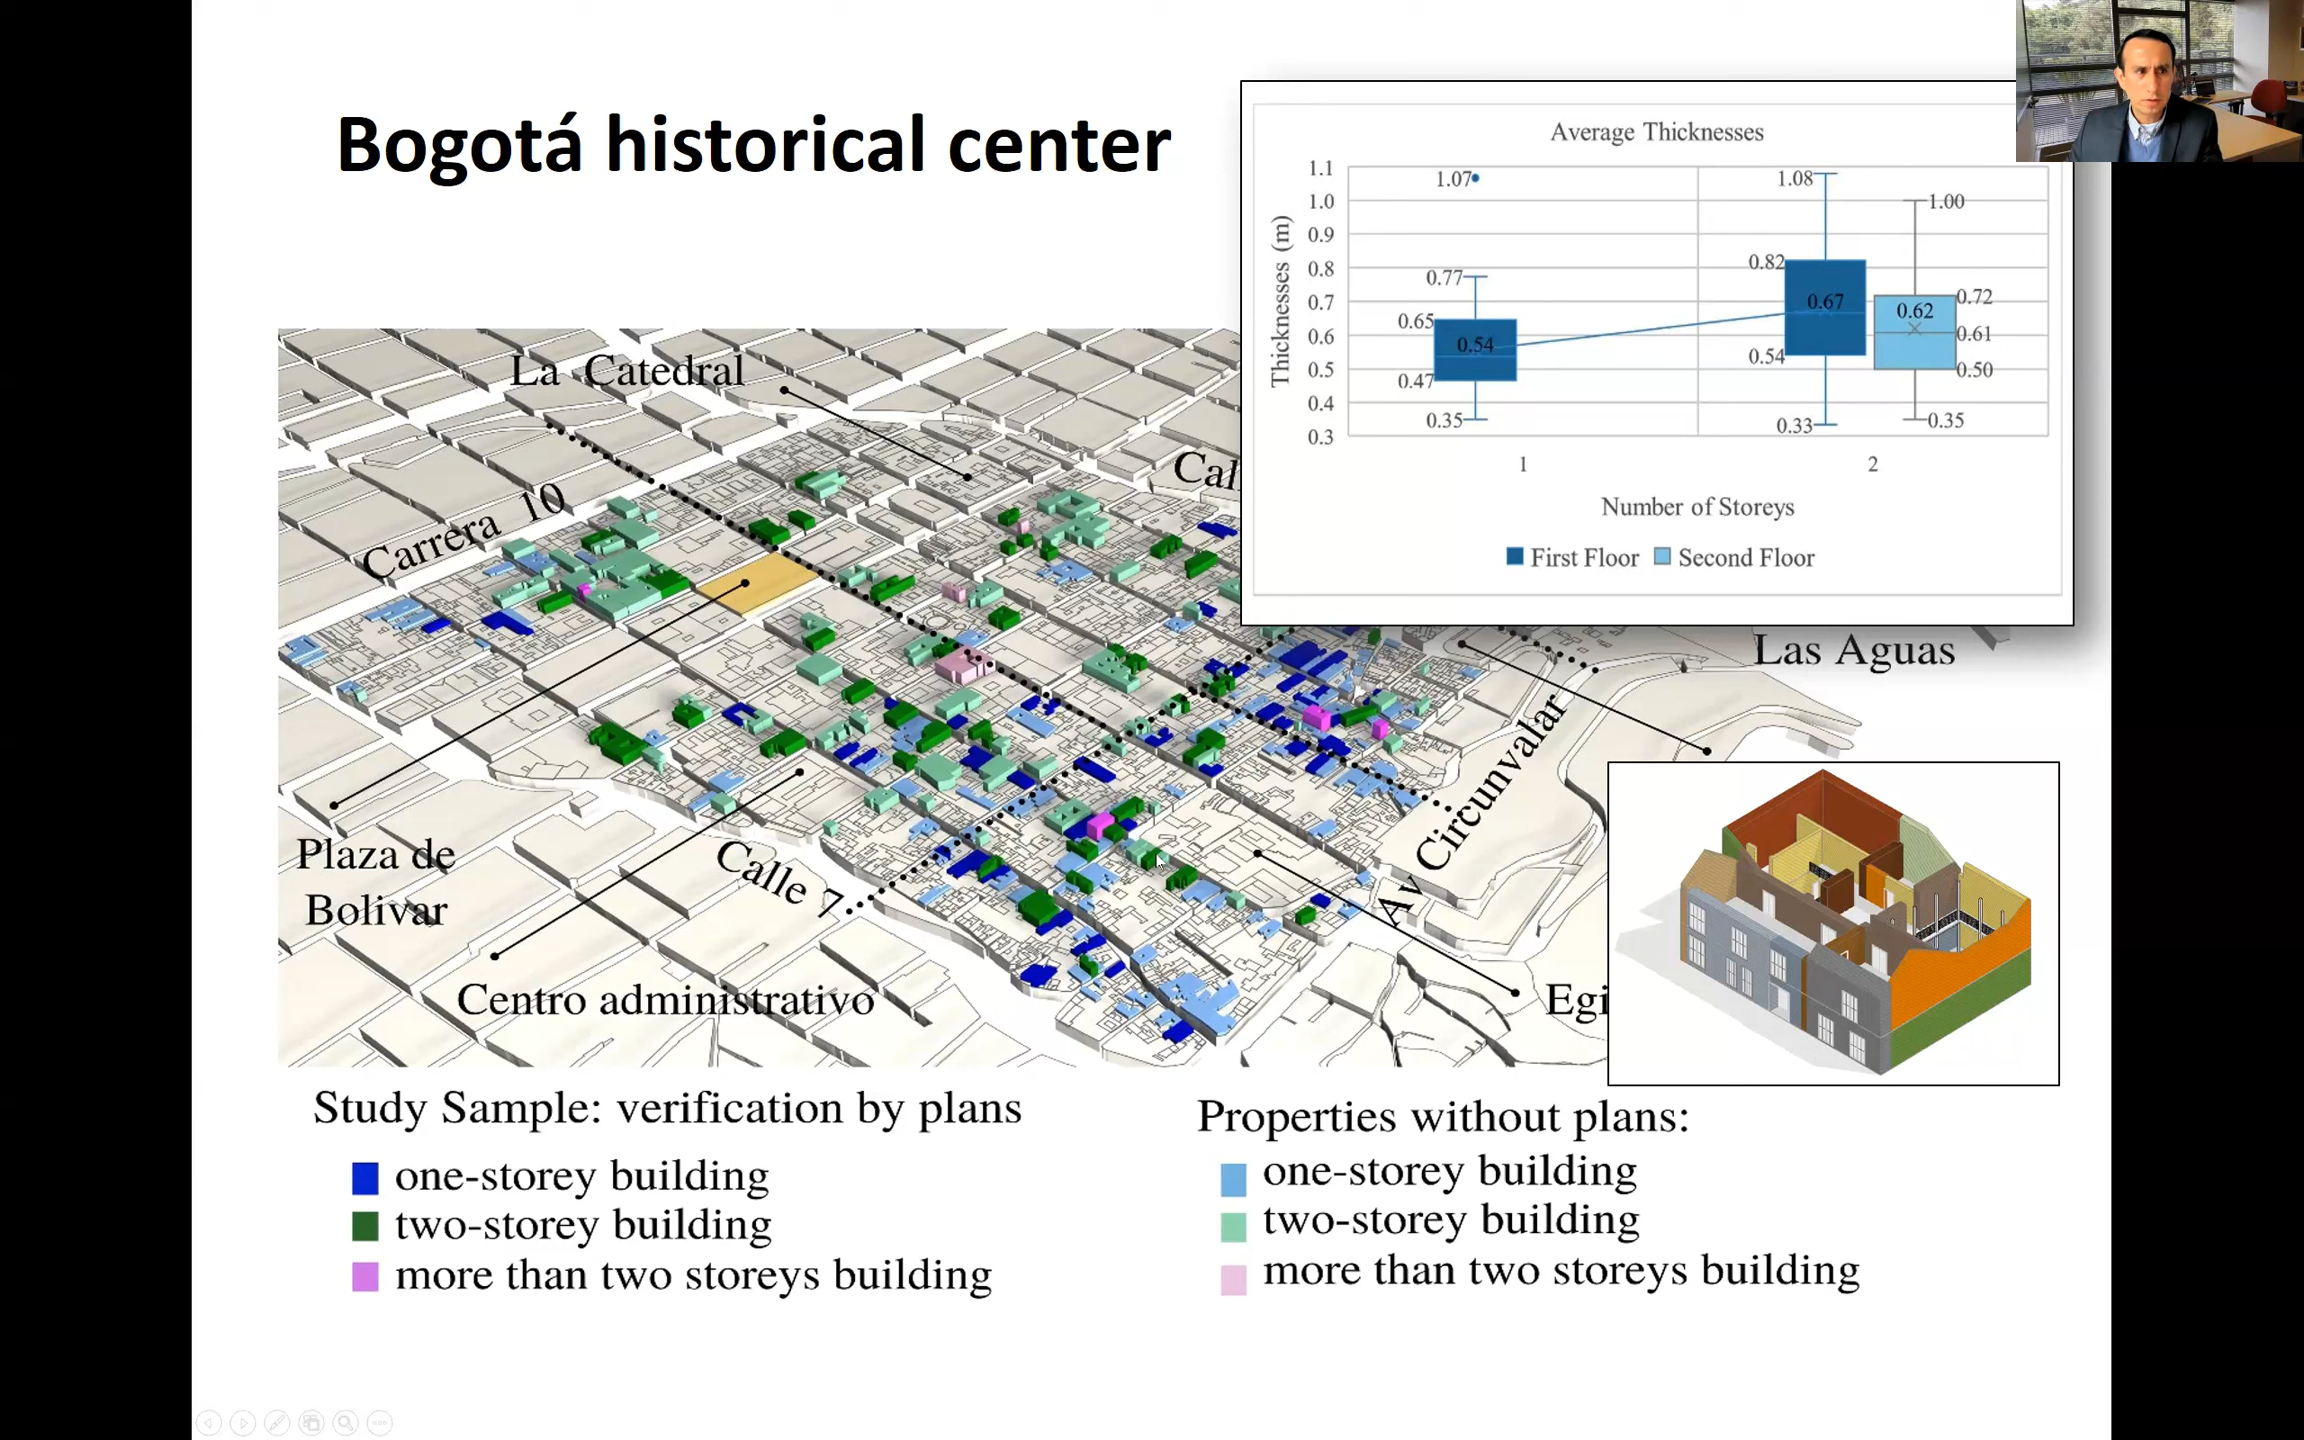 Bogotá historical center
Average Thicknesses
Thicknesses (m)
1.1
1.0
0.9
0.8
0.7
0.6
0.5
0.4
0.3
1.07
0.77
0.65
0.54
0.47
0.35
1.08
0.82
0.67
0.54
0.33
1.00
0.72
0.62
0.61
0.50
0.35
1
2
Number of Storeys
First Floor
Second Floor
La Catedral
Carrera 10
Las Aguas
Av Circunvalar
Plaza de
Bolivar
Calle 7
Centro administrativo
Study Sample: verification by plans
one-storey building
two-storey building
more than two storeys building
Properties without plans:
one-storey building
two-storey building
more than two storeys building